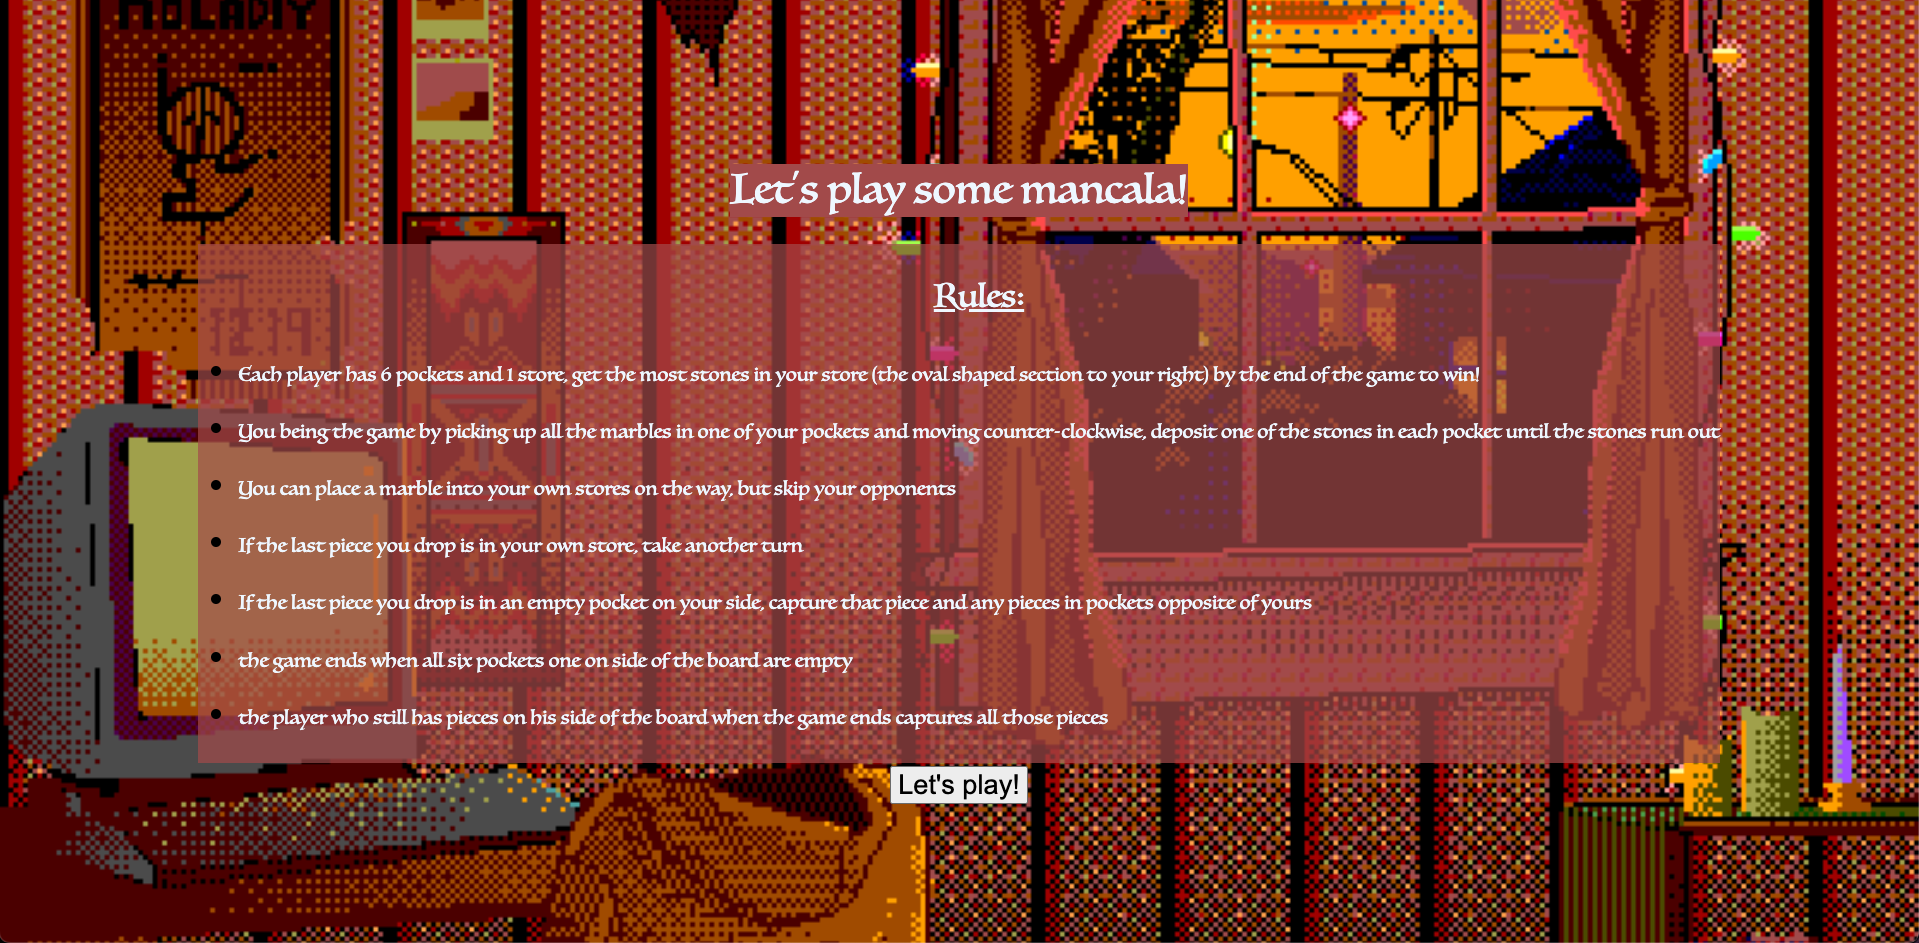 MOLADIY
12:19
Let's play some mancala!
Rules:
Each player has 6 pockets and 1 store, get the most stones in your store (the oval shaped section to your right) by the end of the game to win!
You being the game by picking up all the marbles in one of your pockets and moving counter-clockwise, deposit one of the stones in each pocket until the stones run out
You can place a marble into your own stores on the way, but skip your opponents
If the last piece you drop is in your own store, take another turn
If the last piece you drop is in an empty pocket on your side, capture that piece and any pieces in pockets opposite of yours
the game ends when all six pockets one on side of the board are empty
the player who still has pieces on his side of the board when the game ends captures all those pieces
Let's play!